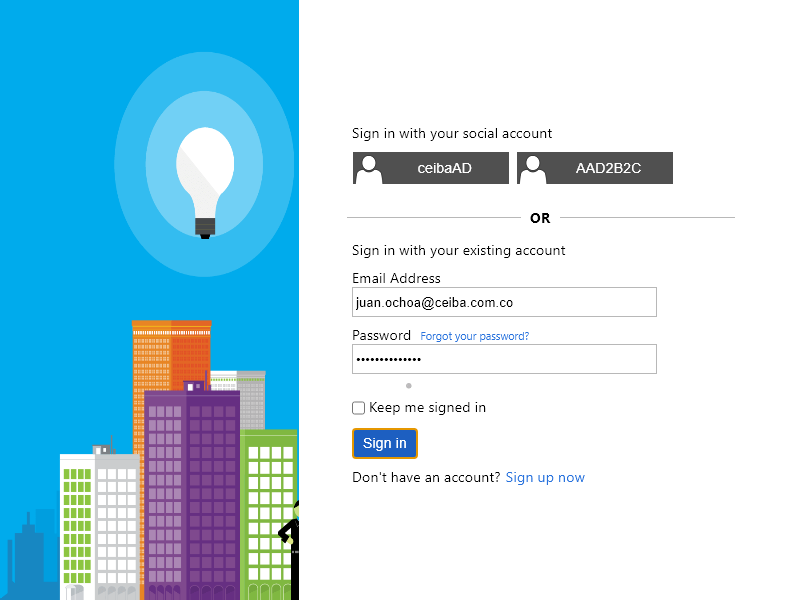 Sign in with your social account
ceibaAD AAD2B2C
OR
Sign in with your existing account
Email Address
juan.ochoa@ceiba.com.co
Password Forgot your password?
••••••••••••••
Keep me signed in
Sign in
Don't have an account? Sign up now